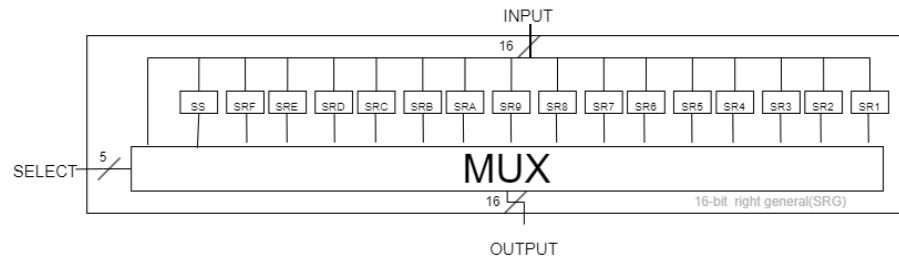 INPUT
16
SS SRF SRE SRD SRC SRB SRA SR9 SR8 SR7 SR6 SR5 SR4 SR3 SR2 SR1
5
SELECT
MUX
16
16-bit right general(SRG)
OUTPUT